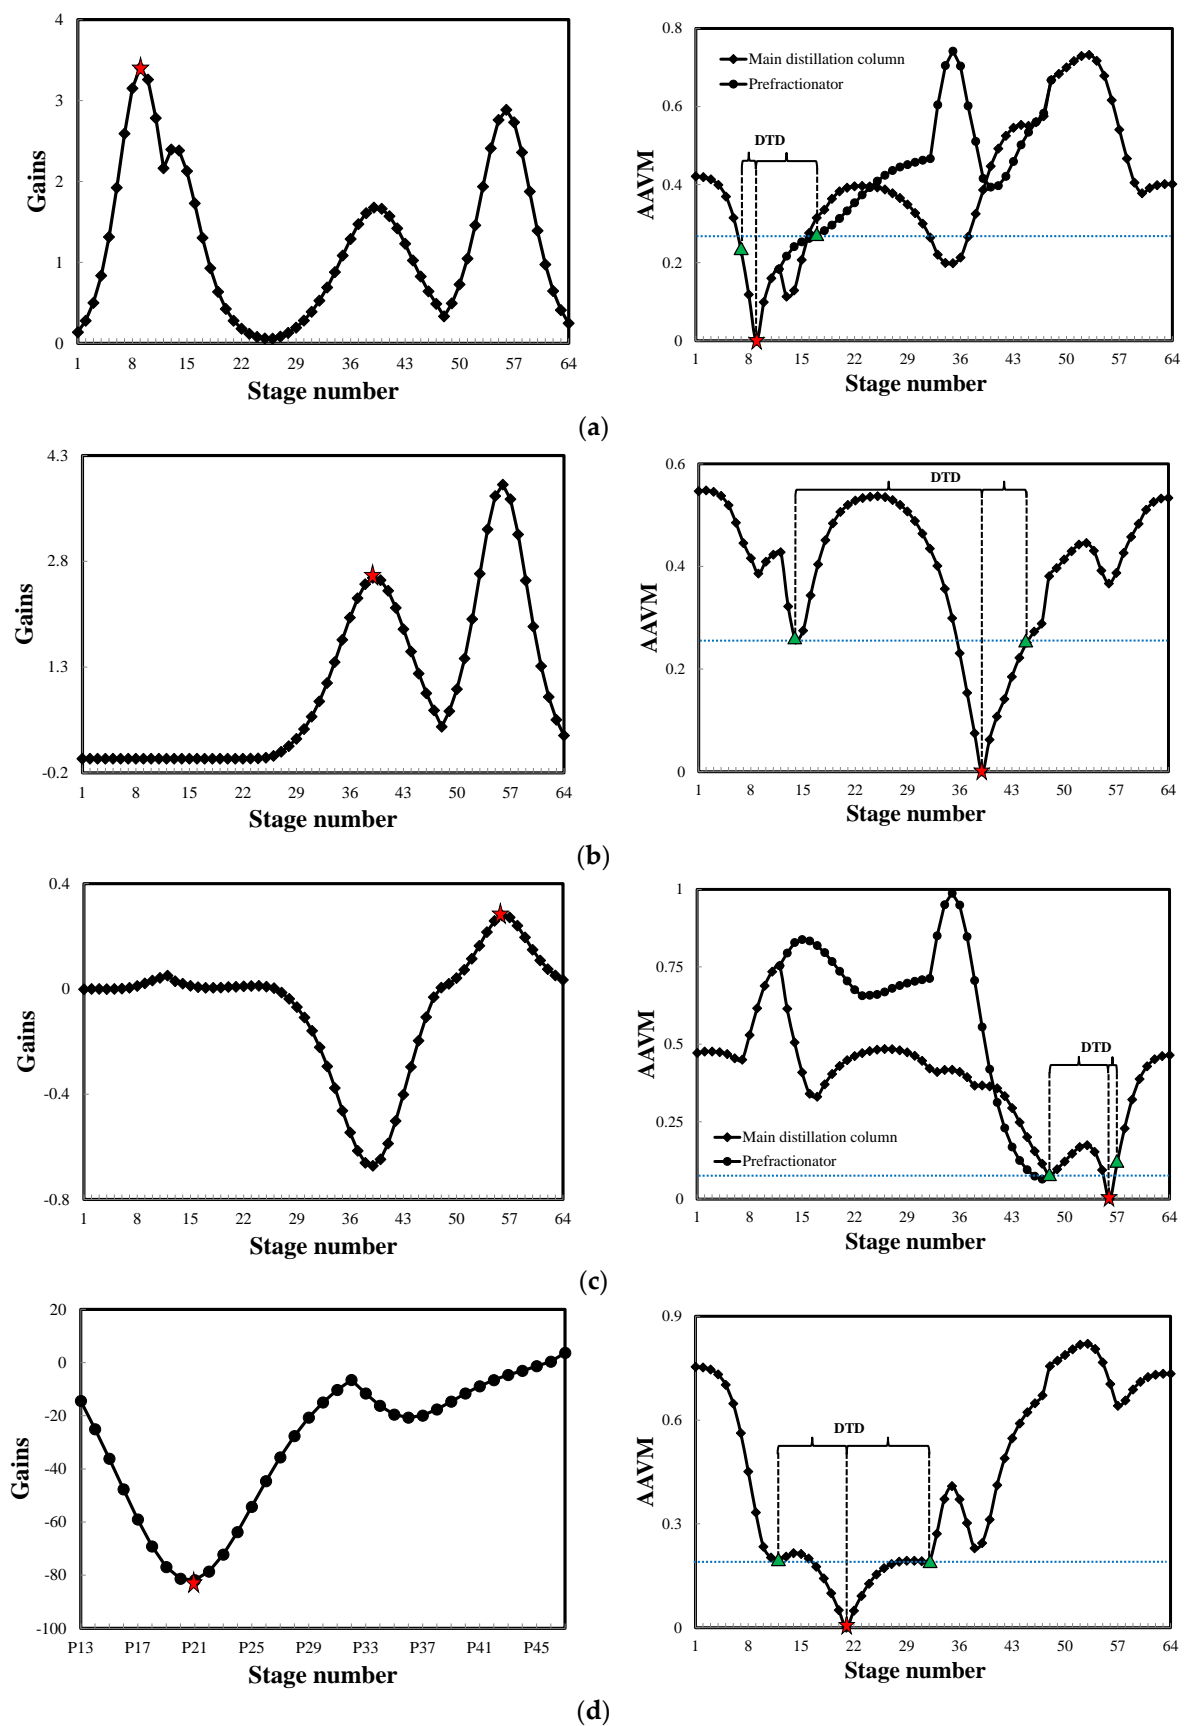 4
3
2
1
0
Gains
1 8 15 22 29 36 43 50 57 64
Stage number
0.8
0.6
0.4
0.2
0
AAVM
Main distillation column
Prefractionator
DTD
1 8 15 22 29 36 43 50 57 64
Stage number
(a)
4.3
2.8
1.3
-0.2
Gains
1 8 15 22 29 36 43 50 57 64
Stage number
0.6
0.4
0.2
0
AAVM
DTD
1 8 15 22 29 36 43 50 57 64
Stage number
(b)
0.4
0
-0.4
-0.8
Gains
1 8 15 22 29 36 43 50 57 64
Stage number
1
0.75
0.5
0.25
0
AAVM
DTD
Main distillation column
Prefractionator
1 8 15 22 29 36 43 50 57 64
Stage number
(c)
20
0
-20
-40
-60
-80
-100
Gains
P13 P17 P21 P25 P29 P33 P37 P41 P45
Stage number
0.9
0.6
0.3
0
AAVM
DTD
1 8 15 22 29 36 43 50 57 64
Stage number
(d)